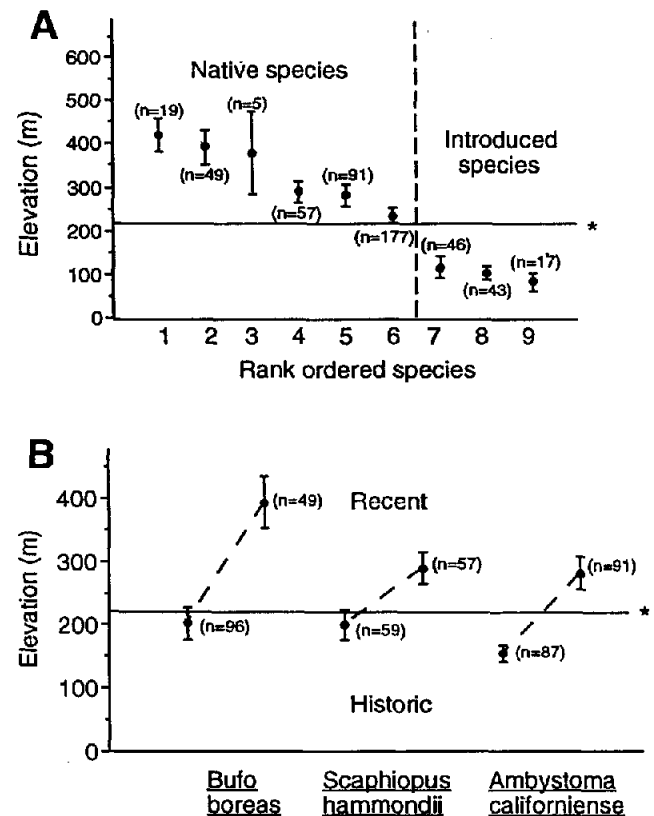 A
Native species
Introduced
species
Elevation (m)
600
500
400
300
200
100
0
(n=19)
(n=49)
(n=5)
(n=57)
(n=91)
(n=177)
(n=46)
(n=43)
(n=17)
*
1 2 3 4 5 6 7 8 9
Rank ordered species
B
Elevation (m)
400
300
200
100
0
Recent
Historic
(n=49)
(n=57)
(n=91)
(n=96)
(n=59)
(n=87)
*
Bufo
boreas
Scaphiopus
hammondii
Ambystoma
californiense